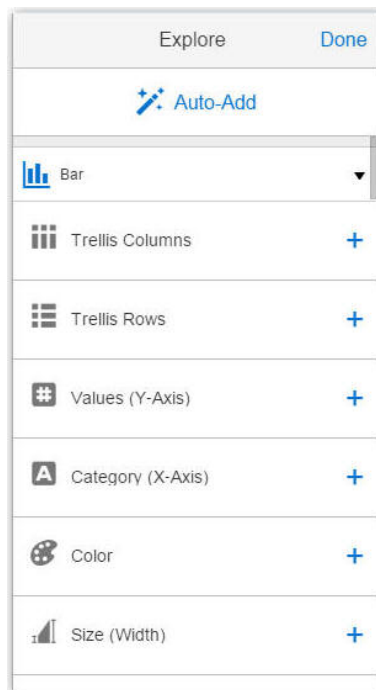 Explore
Done
Auto-Add
Bar
Trellis Columns
Trellis Rows
# Values (Y-Axis)
A Category (X-Axis)
Color
Size (Width)